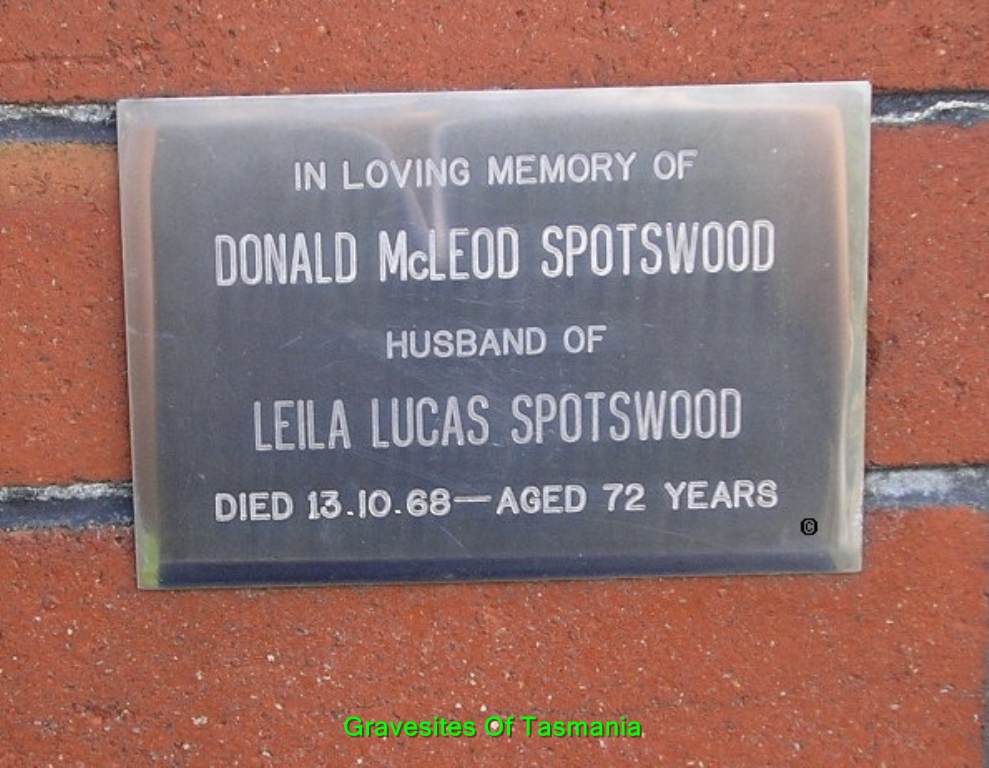 IN LOVING MEMORY OF
DONALD McLEOD SPOTSWOOD
HUSBAND OF
LEILA LUCAS SPOTSWOOD
DIED 13.10.68—AGED 72 YEARS
©
Gravesites Of Tasmania